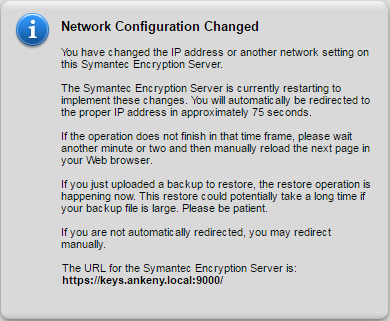 Network Configuration Changed
You have changed the IP address or another network setting on
this Symantec Encryption Server.
The Symantec Encryption Server is currently restarting to
implement these changes. You will automatically be redirected to
the proper IP address in approximately 75 seconds.
If the operation does not finish in that time frame, please wait
another minute or two and then manually reload the next page in
your Web browser.
If you just uploaded a backup to restore, the restore operation is
happening now. This restore could potentially take a long time if
your backup file is large. Please be patient.
If you are not automatically redirected, you may redirect
manually.
The URL for the Symantec Encryption Server is:
https://keys.ankeny.local:9000/